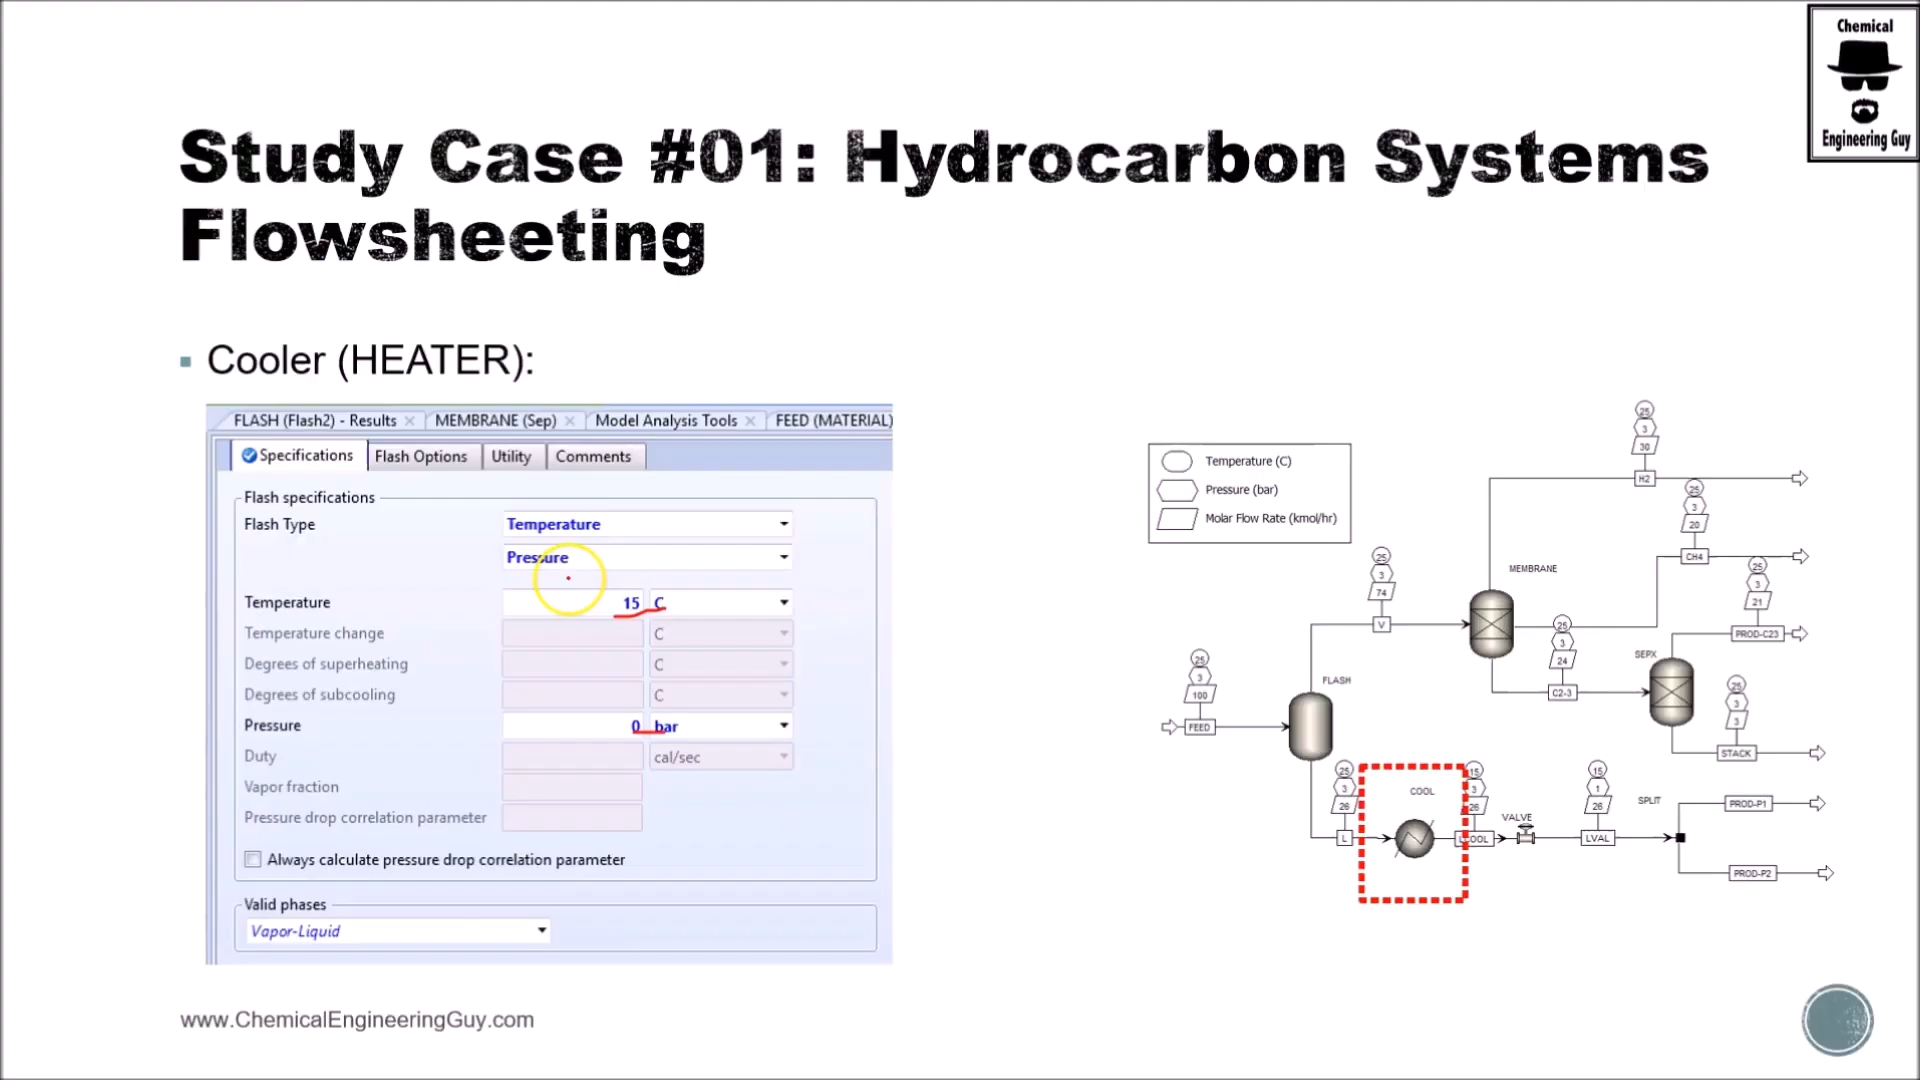 Chemical
Engineering Guy
Study Case #01: Hydrocarbon Systems
Flowsheeting
Cooler (HEATER):
FLASH (Flash2) - Results
MEMBRANE (Sep)
Model Analysis Tools
FEED (MATERIAL)
Specifications
Flash Options
Utility
Comments
Flash specifications
Flash Type
Temperature
Pressure
Temperature 15 C
Temperature change C
Degrees of superheating C
Degrees of subcooling C
Pressure 0 bar
Duty cal/sec
Vapor fraction
Pressure drop correlation parameter
Always calculate pressure drop correlation parameter
Valid phases
Vapor-Liquid
Temperature (C)
Pressure (bar)
Molar Flow Rate (kmol/hr)
25
3
30
H2
25
3
20
CH4
25
3
74
V
MEMBRANE
25
3
21
PROD-C23
25
3
24
C2-3
SEPX
25
3
100
FEED
FLASH
25
3
3
STACK
25
3
26
L
COOL
15
3
26
VALVE
15
1
26
LVAL
SPLIT
PROD-P1
PROD-P2
www.ChemicalEngineeringGuy.com